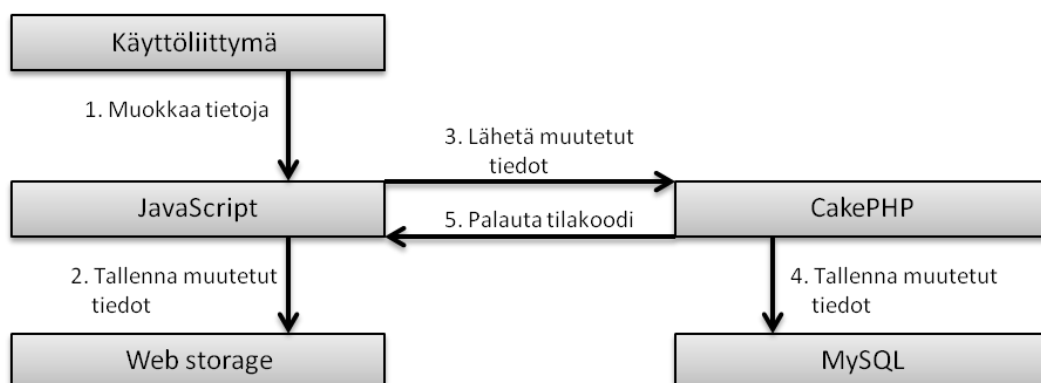 Käyttöliittymä
1. Muokkaa tietoja
3. Lähetä muutetut
tiedot
JavaScript
CakePHP
5. Palauta tilakoodi
2. Tallenna muutetut
tiedot
4. Tallenna muutetut
tiedot
Web storage
MySQL